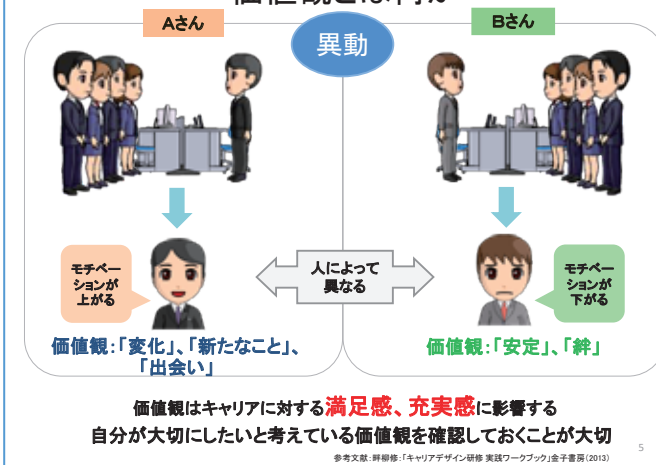 Aさん
異動
Bさん
モチベー
ションが
上がる
人によって
異なる
モチベー
ションが
下がる
価値観:「変化」、「新たなこと」、
「出会い」
価値観:「安定」、「絆」
価値観はキャリアに対する満足感、充実感に影響する
自分が大切にしたいと考えている価値観を確認しておくことが大切
参考文献:畔柳修:「キャリアデザイン研修 実践ワークブック」金子書房(2013)
5